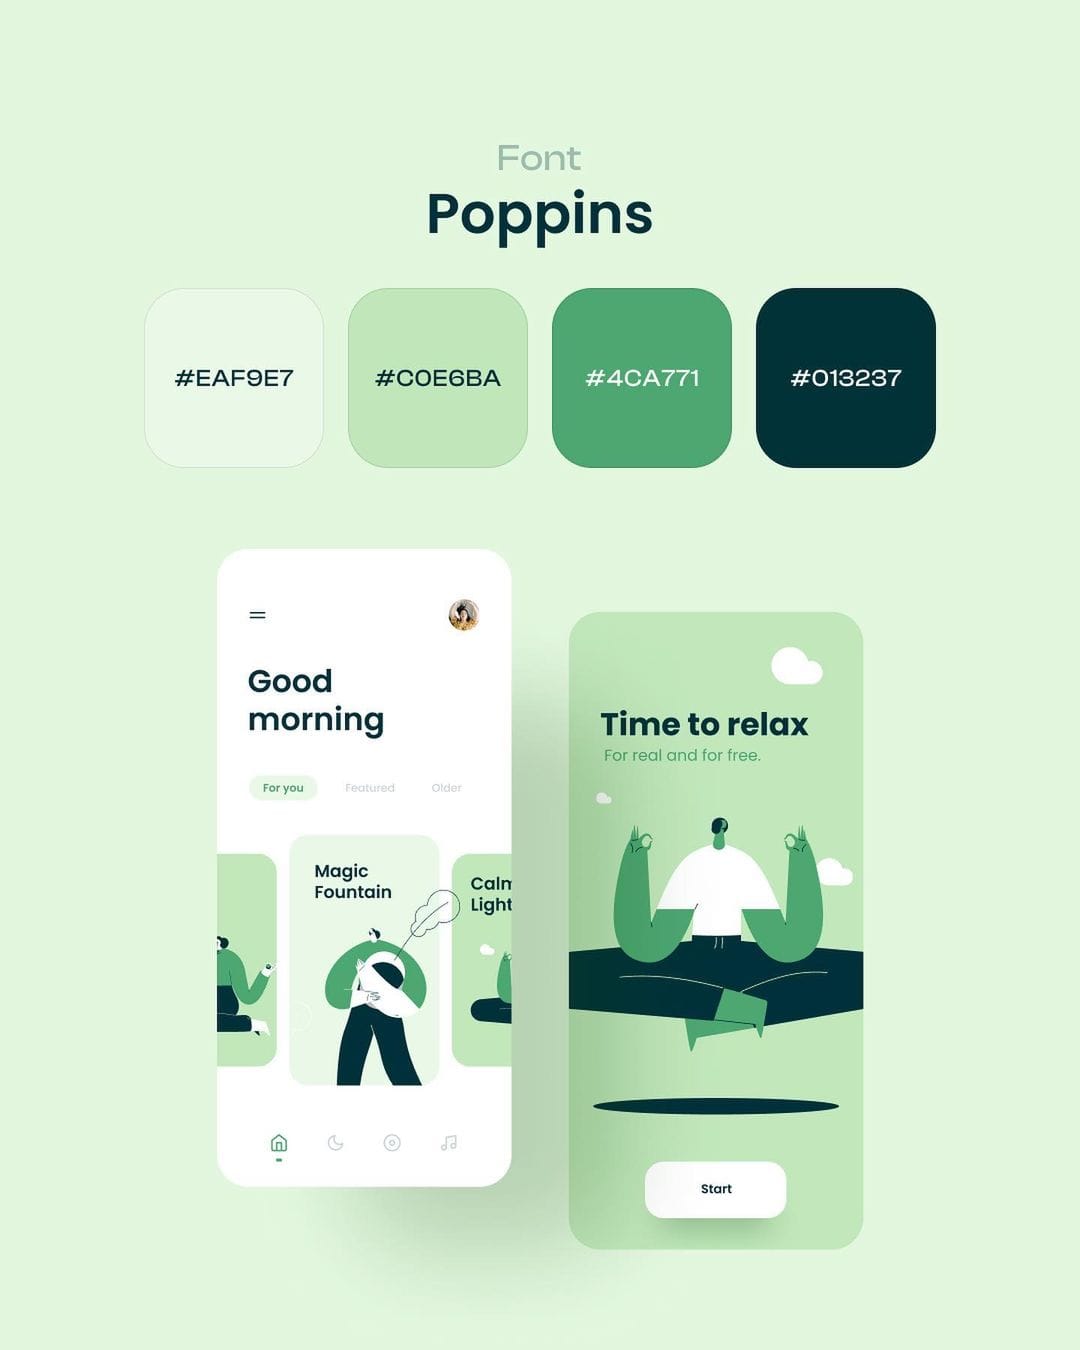 Font
Poppins
#EAF9E7
#C0E6BA
#4CA771
#013237
Good
morning
For you
Featured
Older
Magic
Fountain
Calm
Light
Time to relax
For real and for free.
Start